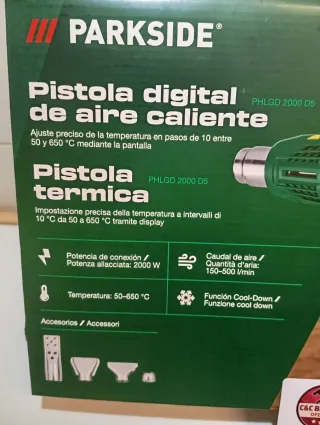 PARKSIDE®
Pistola digital
de aire caliente
PHLGD 2000 D5
Ajuste preciso de la temperatura en pasos de 10 entre
50 y 650 °C mediante la pantalla
Pistola
termica
PHLGD 2000 D5
Impostazione precisa della temperatura a intervalli di
10 °C da 50 a 650 °C tramite display
Potencia de conexión /
Potenza allacciata: 2000 W
Caudal de aire /
Quantità d'aria:
150–500 l/min
Temperatura: 50–650 °C
Función Cool-Down /
Funzione cool down
Accesorios / Accessori
C&C B